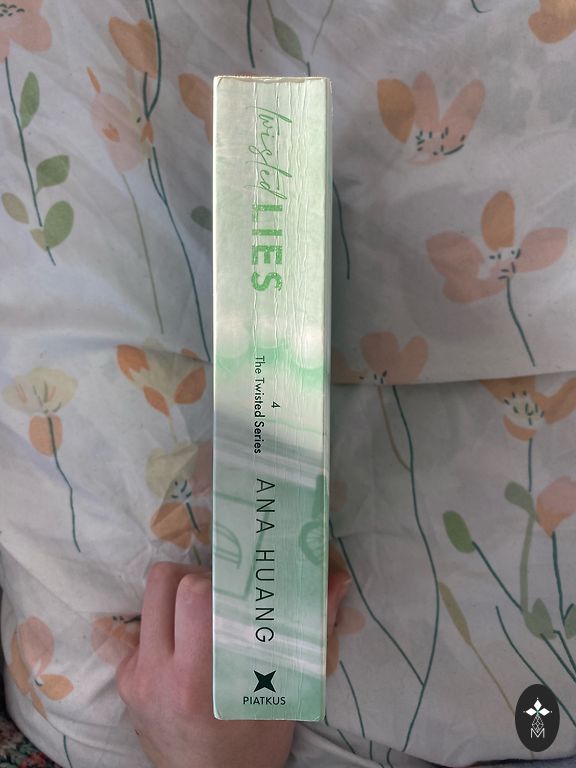 twisted
LIES
4
The Twisted Series
ANA HUANG
PIATKUS
M